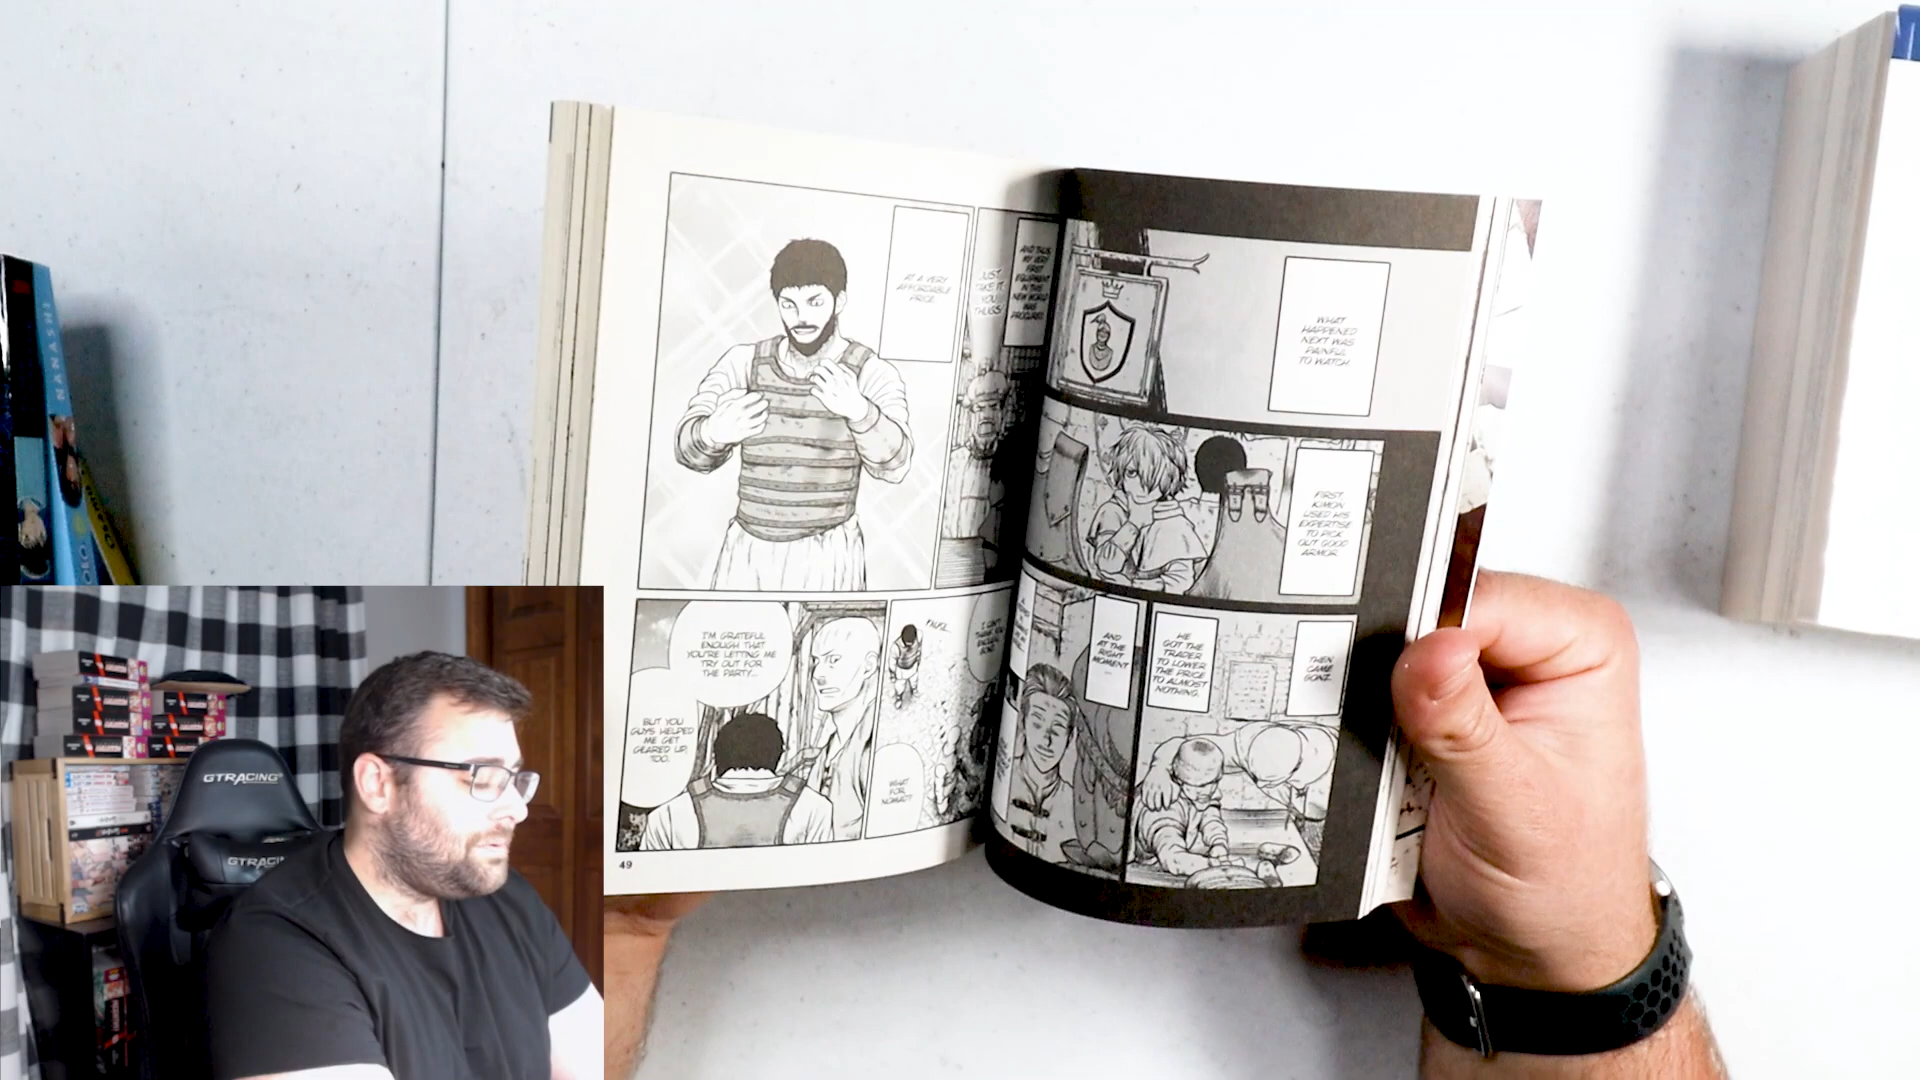 WHAT
HAPPENED
NEXT WAS
PAINFUL
TO WATCH.
FIRST,
KIMON
USED HIS
EXPERTISE
TO PICK
OUT GOOD
ARMOR.
THEN
CAME
GONZ.
HE
GOT THE
TRADER
TO LOWER
THE PRICE
TO ALMOST
NOTHING.
AND
AT THE
RIGHT
MOMENT
...
AND THUS
MY VERY
FIRST
EQUIPMENT
IN THIS
NEW WORLD
WAS
PROCURED.
JUST
TAKE IT,
YOU
THUGS!
AT A VERY
AFFORDABLE
PRICE.
WHAT
FOR,
NOMAD?
I'M GRATEFUL
ENOUGH THAT
YOU'RE LETTING ME
TRY OUT FOR
THE PARTY...
BUT YOU
GUYS HELPED
ME GET
GEARED UP,
TOO.
49
NANASHI
GTRACING
GTRACING